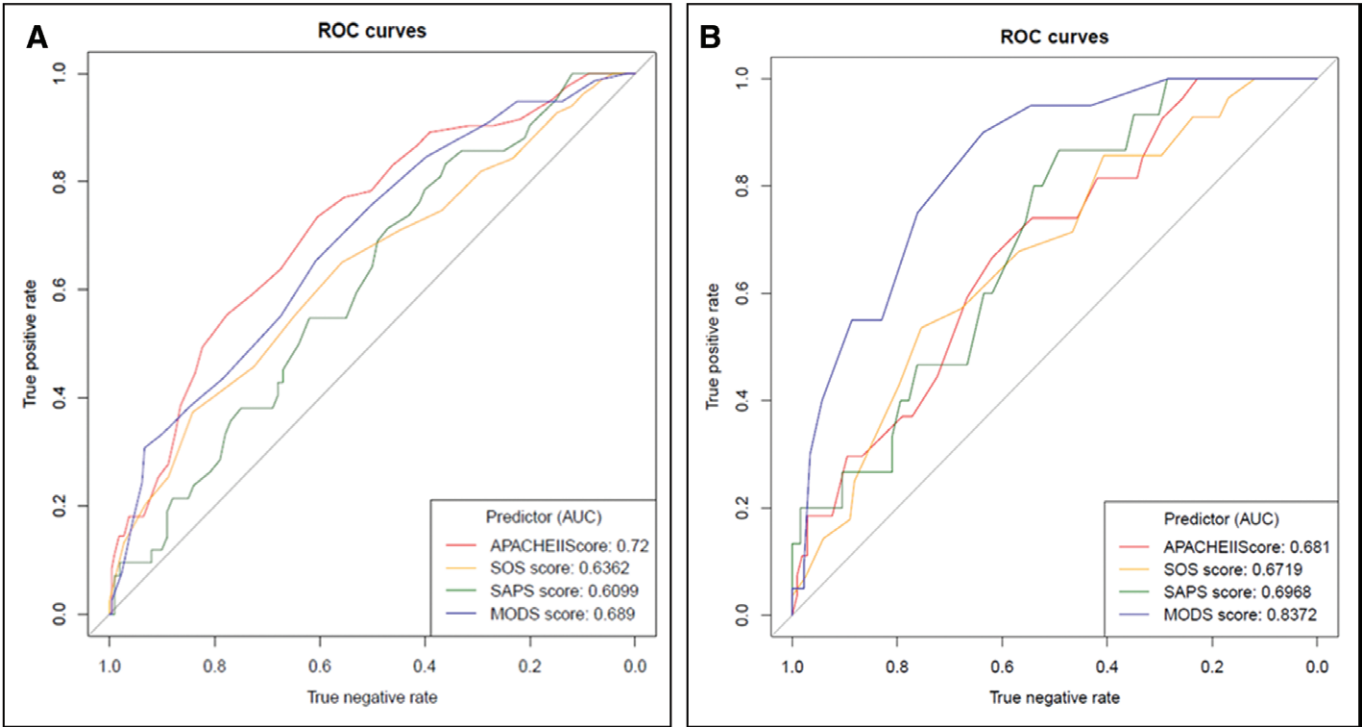 A
ROC curves
True positive rate
1.0
0.8
0.6
0.4
0.2
0.0
Predictor (AUC)
APACHEIIScore: 0.72
SOS score: 0.6362
SAPS score: 0.6099
MODS score: 0.689
1.0 0.8 0.6 0.4 0.2 0.0
True negative rate
B
ROC curves
True positive rate
1.0
0.8
0.6
0.4
0.2
0.0
Predictor (AUC)
APACHEIIScore: 0.681
SOS score: 0.6719
SAPS score: 0.6968
MODS score: 0.8372
1.0 0.8 0.6 0.4 0.2 0.0
True negative rate